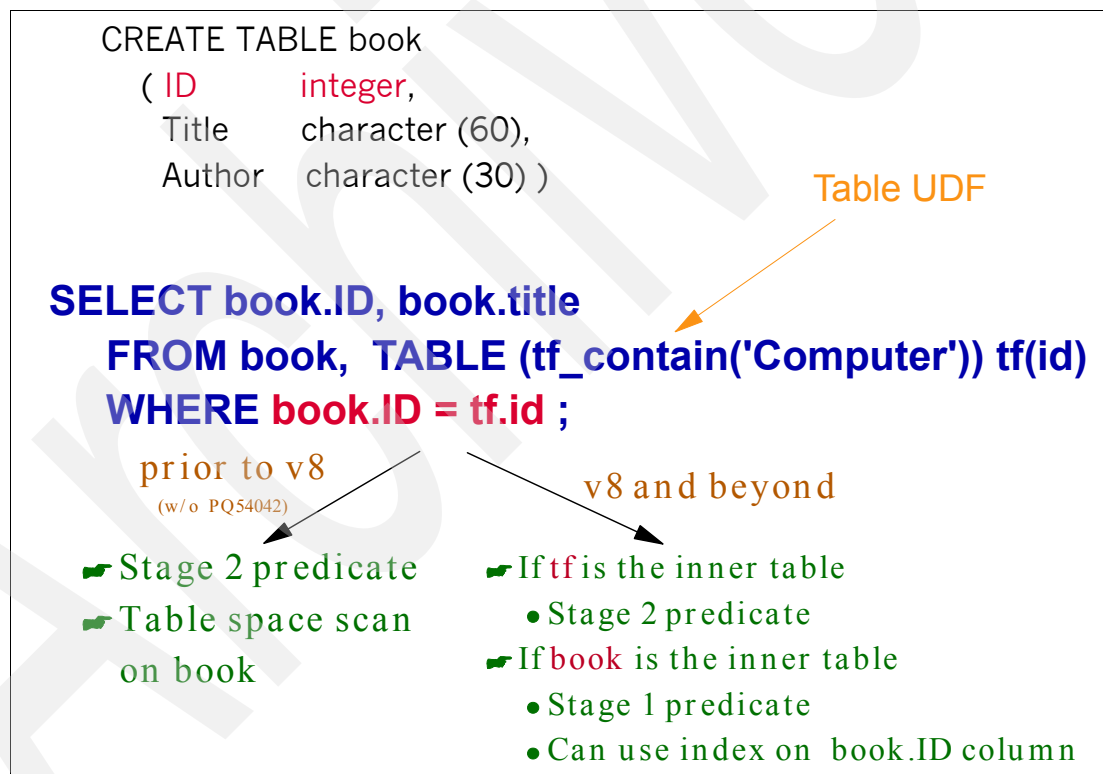 CREATE TABLE book
( ID integer,
Title character (60),
Author character (30) )
Table UDF
SELECT book.ID, book.title
FROM book, TABLE (tf_contain('Computer')) tf(id)
WHERE book.ID = tf.id ;
prior to v8
(w/o PQ54042)
☛ Stage 2 predicate
☛ Table space scan
on book
v8 and beyond
☛ If tf is the inner table
• Stage 2 predicate
☛ If book is the inner table
• Stage 1 predicate
• Can use index on book.ID column